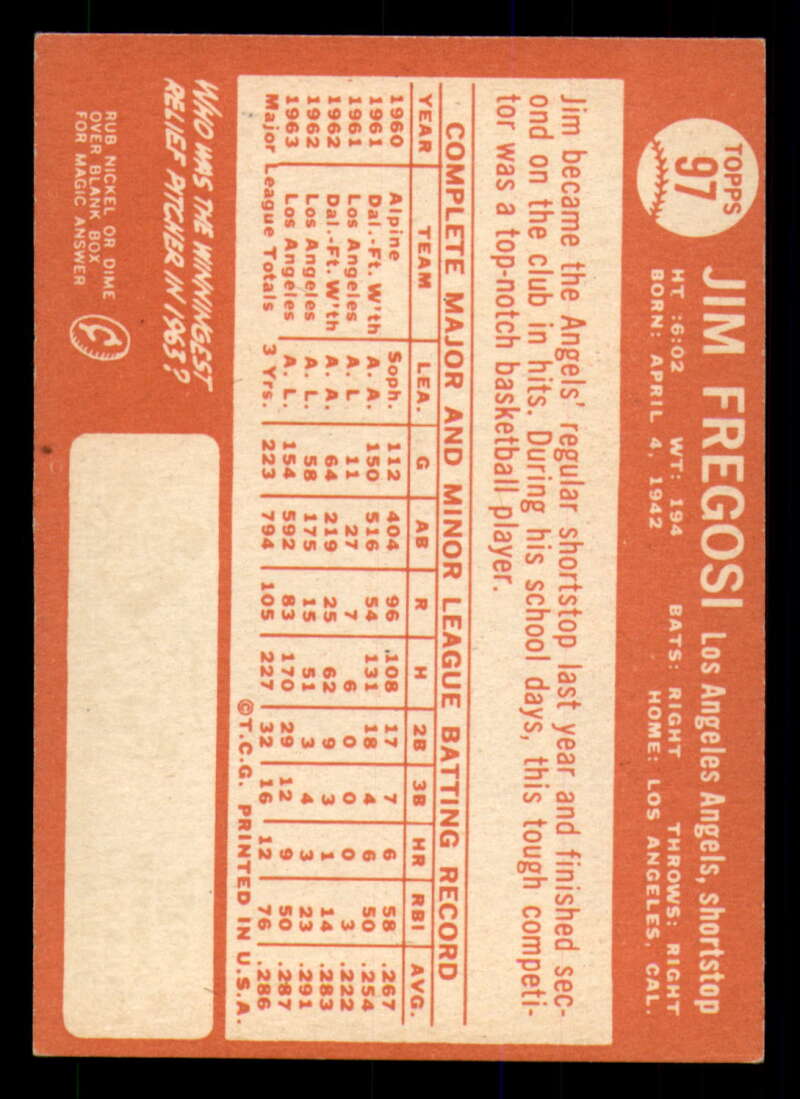 TOPPS
97
JIM FREGOSI Los Angeles Angels, shortstop
HT :6:02 WT: 194 BATS: RIGHT THROWS: RIGHT
BORN: APRIL 4, 1942 HOME: LOS ANGELES, CAL.
Jim became the Angels' regular shortstop last year and finished sec-
ond on the club in hits. During his school days, this tough competi-
tor was a top-notch basketball player.
COMPLETE MAJOR AND MINOR LEAGUE BATTING RECORD
YEAR TEAM LEA. G AB R H 2B 3B HR RBI AVG.
1960 Alpine Soph. 112 404 96 108 17 7 6 58 .267
1961 Dal.-Ft. W'th A. A. 150 516 54 131 18 4 6 50 .254
1961 Los Angeles A. L. 11 27 7 6 0 0 0 3 .222
1962 Dal.-Ft. W'th A. A. 64 219 25 62 9 3 1 14 .283
1962 Los Angeles A. L. 58 175 15 51 3 4 3 23 .291
1963 Los Angeles A. L. 154 592 83 170 29 12 9 50 .287
Major League Totals 3 Yrs. 223 794 105 227 32 16 12 76 .286
©T.C.G. PRINTED IN U.S.A.
WHO WAS THE WINNINGEST
RELIEF PITCHER IN 1963?
RUB NICKEL OR DIME
OVER BLANK BOX
FOR MAGIC ANSWER